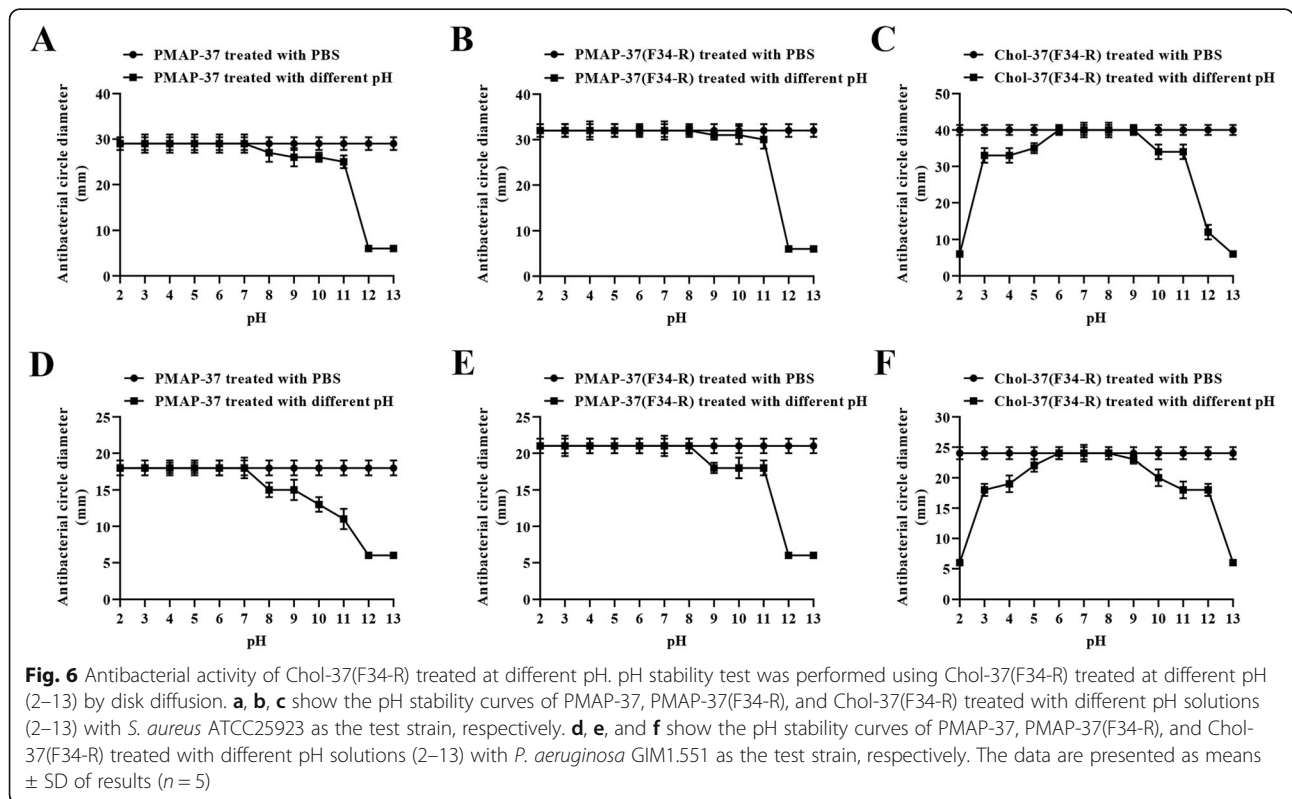 A
PMAP-37 treated with PBS
PMAP-37 treated with different pH
Antibacterial circle diameter
(mm)
40
30
20
10
0
2 3 4 5 6 7 8 9 10 11 12 13
pH
B
PMAP-37(F34-R) treated with PBS
PMAP-37(F34-R) treated with different pH
Antibacterial circle diameter
(mm)
40
30
20
10
0
2 3 4 5 6 7 8 9 10 11 12 13
pH
C
Chol-37(F34-R) treated with PBS
Chol-37(F34-R) treated with different pH
Antibacterial circle diameter
(mm)
50
40
30
20
10
0
2 3 4 5 6 7 8 9 10 11 12 13
pH
D
PMAP-37 treated with PBS
PMAP-37 treated with different pH
Antibacterial circle diameter
(mm)
25
20
15
10
5
0
2 3 4 5 6 7 8 9 10 11 12 13
pH
E
PMAP-37(F34-R) treated with PBS
PMAP-37(F34-R) treated with different pH
Antibacterial circle diameter
(mm)
25
20
15
10
5
0
2 3 4 5 6 7 8 9 10 11 12 13
pH
F
Chol-37(F34-R) treated with PBS
Chol-37(F34-R) treated with different pH
Antibacterial circle diameter
(mm)
30
25
20
15
10
5
0
2 3 4 5 6 7 8 9 10 11 12 13
pH
Fig. 6 Antibacterial activity of Chol-37(F34-R) treated at different pH. pH stability test was performed using Chol-37(F34-R) treated at different pH
(2–13) by disk diffusion. a, b, c show the pH stability curves of PMAP-37, PMAP-37(F34-R), and Chol-37(F34-R) treated with different pH solutions
(2–13) with S. aureus ATCC25923 as the test strain, respectively. d, e, and f show the pH stability curves of PMAP-37, PMAP-37(F34-R), and Chol-
37(F34-R) treated with different pH solutions (2–13) with P. aeruginosa GIM1.551 as the test strain, respectively. The data are presented as means
± SD of results (n = 5)